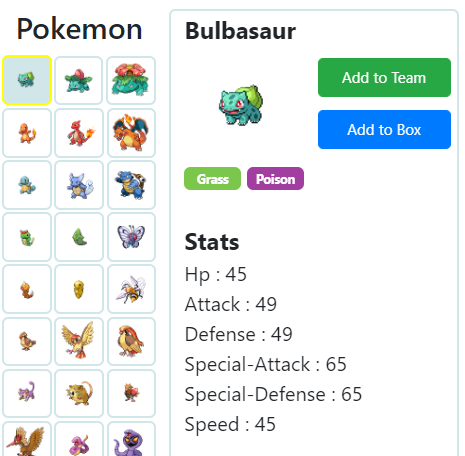 Pokemon
Bulbasaur
Add to Team
Add to Box
Grass Poison
Stats
Hp : 45
Attack : 49
Defense : 49
Special-Attack : 65
Special-Defense : 65
Speed : 45